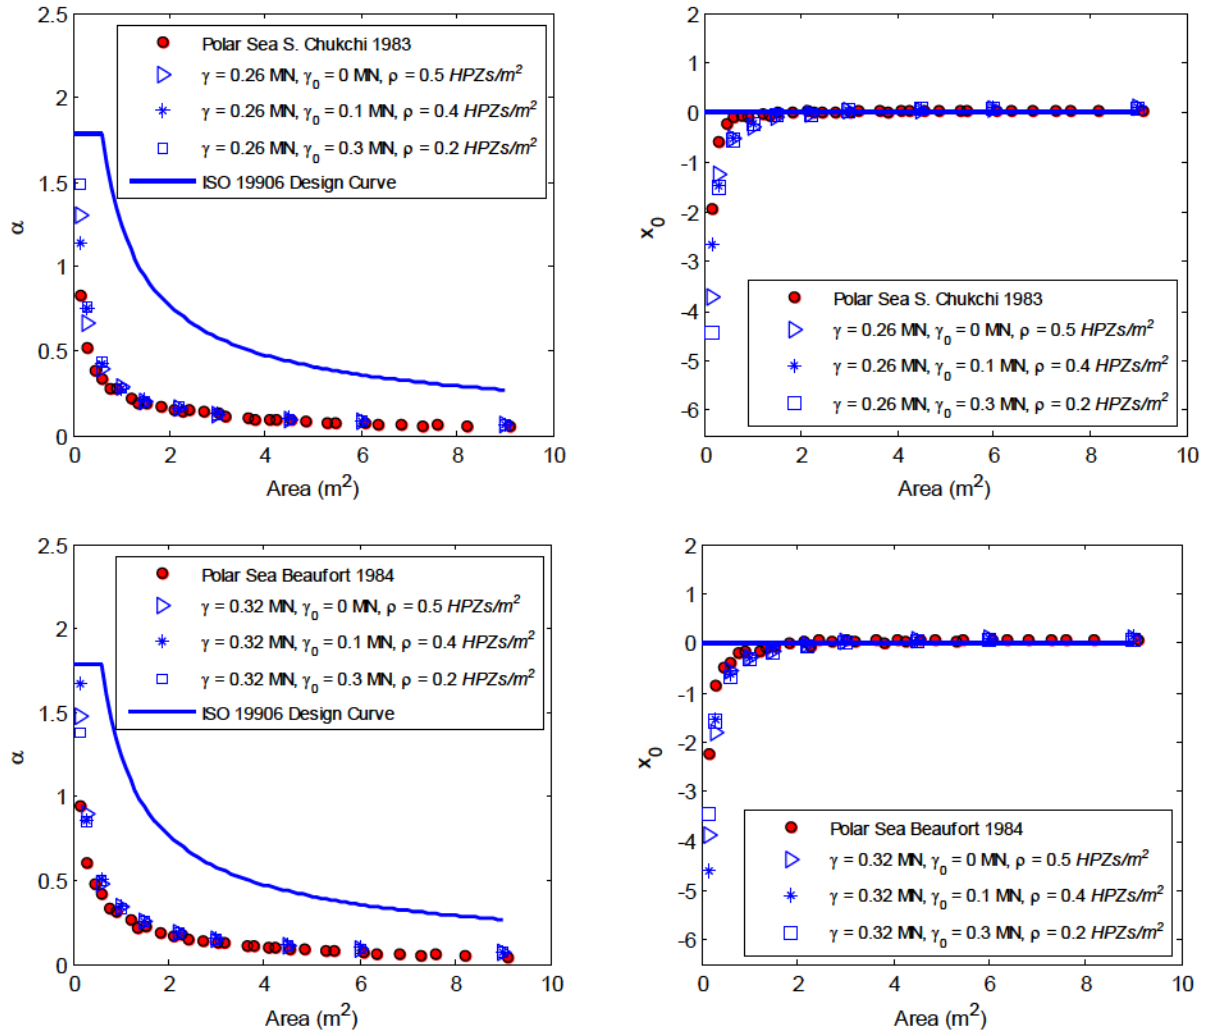 2.5
2
1.5
1
0.5
0
α
Polar Sea S. Chukchi 1983
γ = 0.26 MN, γ₀ = 0 MN, ρ = 0.5 HPZs/m²
γ = 0.26 MN, γ₀ = 0.1 MN, ρ = 0.4 HPZs/m²
γ = 0.26 MN, γ₀ = 0.3 MN, ρ = 0.2 HPZs/m²
ISO 19906 Design Curve
0 2 4 6 8 10
Area (m²)
2
1
0
-1
-2
-3
-4
-5
-6
x₀
Polar Sea S. Chukchi 1983
γ = 0.26 MN, γ₀ = 0 MN, ρ = 0.5 HPZs/m²
γ = 0.26 MN, γ₀ = 0.1 MN, ρ = 0.4 HPZs/m²
γ = 0.26 MN, γ₀ = 0.3 MN, ρ = 0.2 HPZs/m²
0 2 4 6 8 10
Area (m²)
2.5
2
1.5
1
0.5
0
α
Polar Sea Beaufort 1984
γ = 0.32 MN, γ₀ = 0 MN, ρ = 0.5 HPZs/m²
γ = 0.32 MN, γ₀ = 0.1 MN, ρ = 0.4 HPZs/m²
γ = 0.32 MN, γ₀ = 0.3 MN, ρ = 0.2 HPZs/m²
ISO 19906 Design Curve
0 2 4 6 8 10
Area (m²)
2
1
0
-1
-2
-3
-4
-5
-6
x₀
Polar Sea Beaufort 1984
γ = 0.32 MN, γ₀ = 0 MN, ρ = 0.5 HPZs/m²
γ = 0.32 MN, γ₀ = 0.1 MN, ρ = 0.4 HPZs/m²
γ = 0.32 MN, γ₀ = 0.3 MN, ρ = 0.2 HPZs/m²
0 2 4 6 8 10
Area (m²)